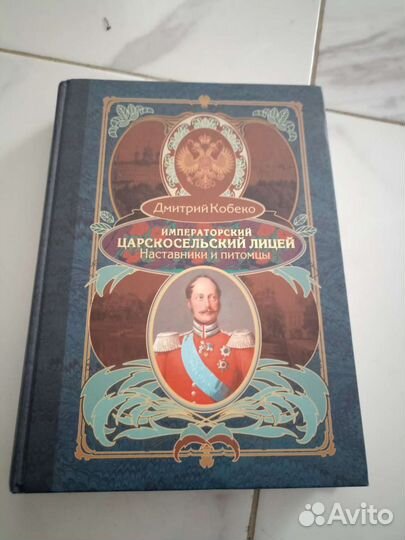 Дмитрий Кобеко
ИМПЕРАТОРСКИЙ
ЦАРСКОСЕЛЬСКИЙ ЛИЦЕЙ
Наставники и питомцы
Avito